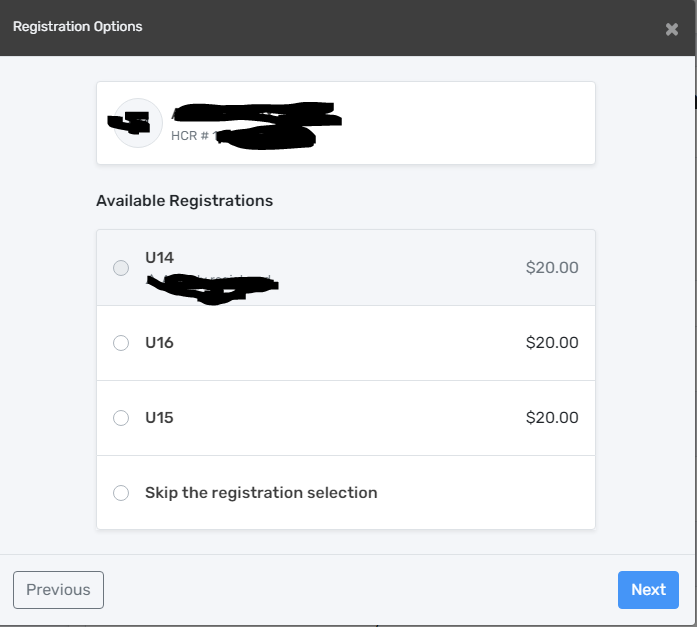 Registration Options
HCR #
Available Registrations
U14
$20.00
U16
$20.00
U15
$20.00
Skip the registration selection
Previous
Next